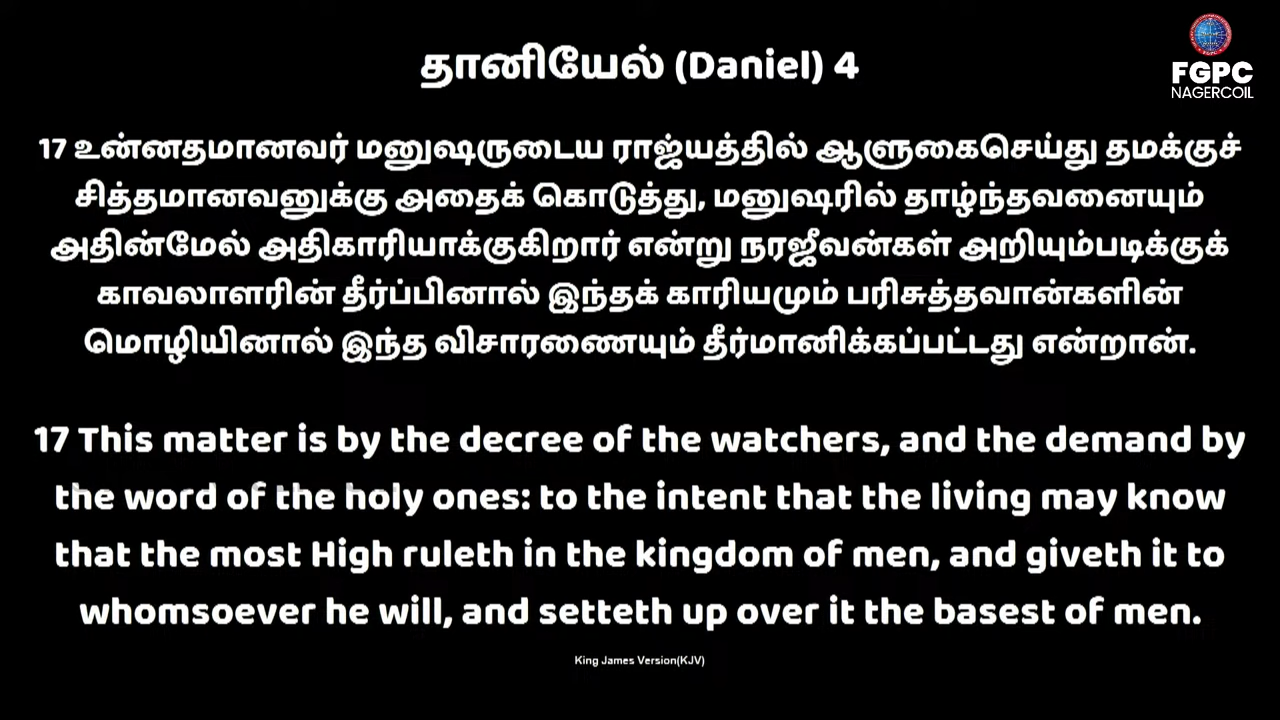 தானியேல் (Daniel) 4
FGPC
NAGERCOIL
17 உன்னதமானவர் மனுஷருடைய ராஜ்யத்தில் ஆளுகைசெய்து தமக்குச்
சித்தமானவனுக்கு அதைக் கொடுத்து, மனுஷரில் தாழ்ந்தவனையும்
அதின்மேல் அதிகாரியாக்குகிறார் என்று நரஜீவன்கள் அறியும்படிக்குக்
காவலாளரின் தீர்ப்பினால் இந்தக் காரியமும் பரிசுத்தவான்களின்
மொழியினால் இந்த விசாரணையும் தீர்மானிக்கப்பட்டது என்றான்.
17 This matter is by the decree of the watchers, and the demand by
the word of the holy ones: to the intent that the living may know
that the most High ruleth in the kingdom of men, and giveth it to
whomsoever he will, and setteth up over it the basest of men.
King James Version(KJV)